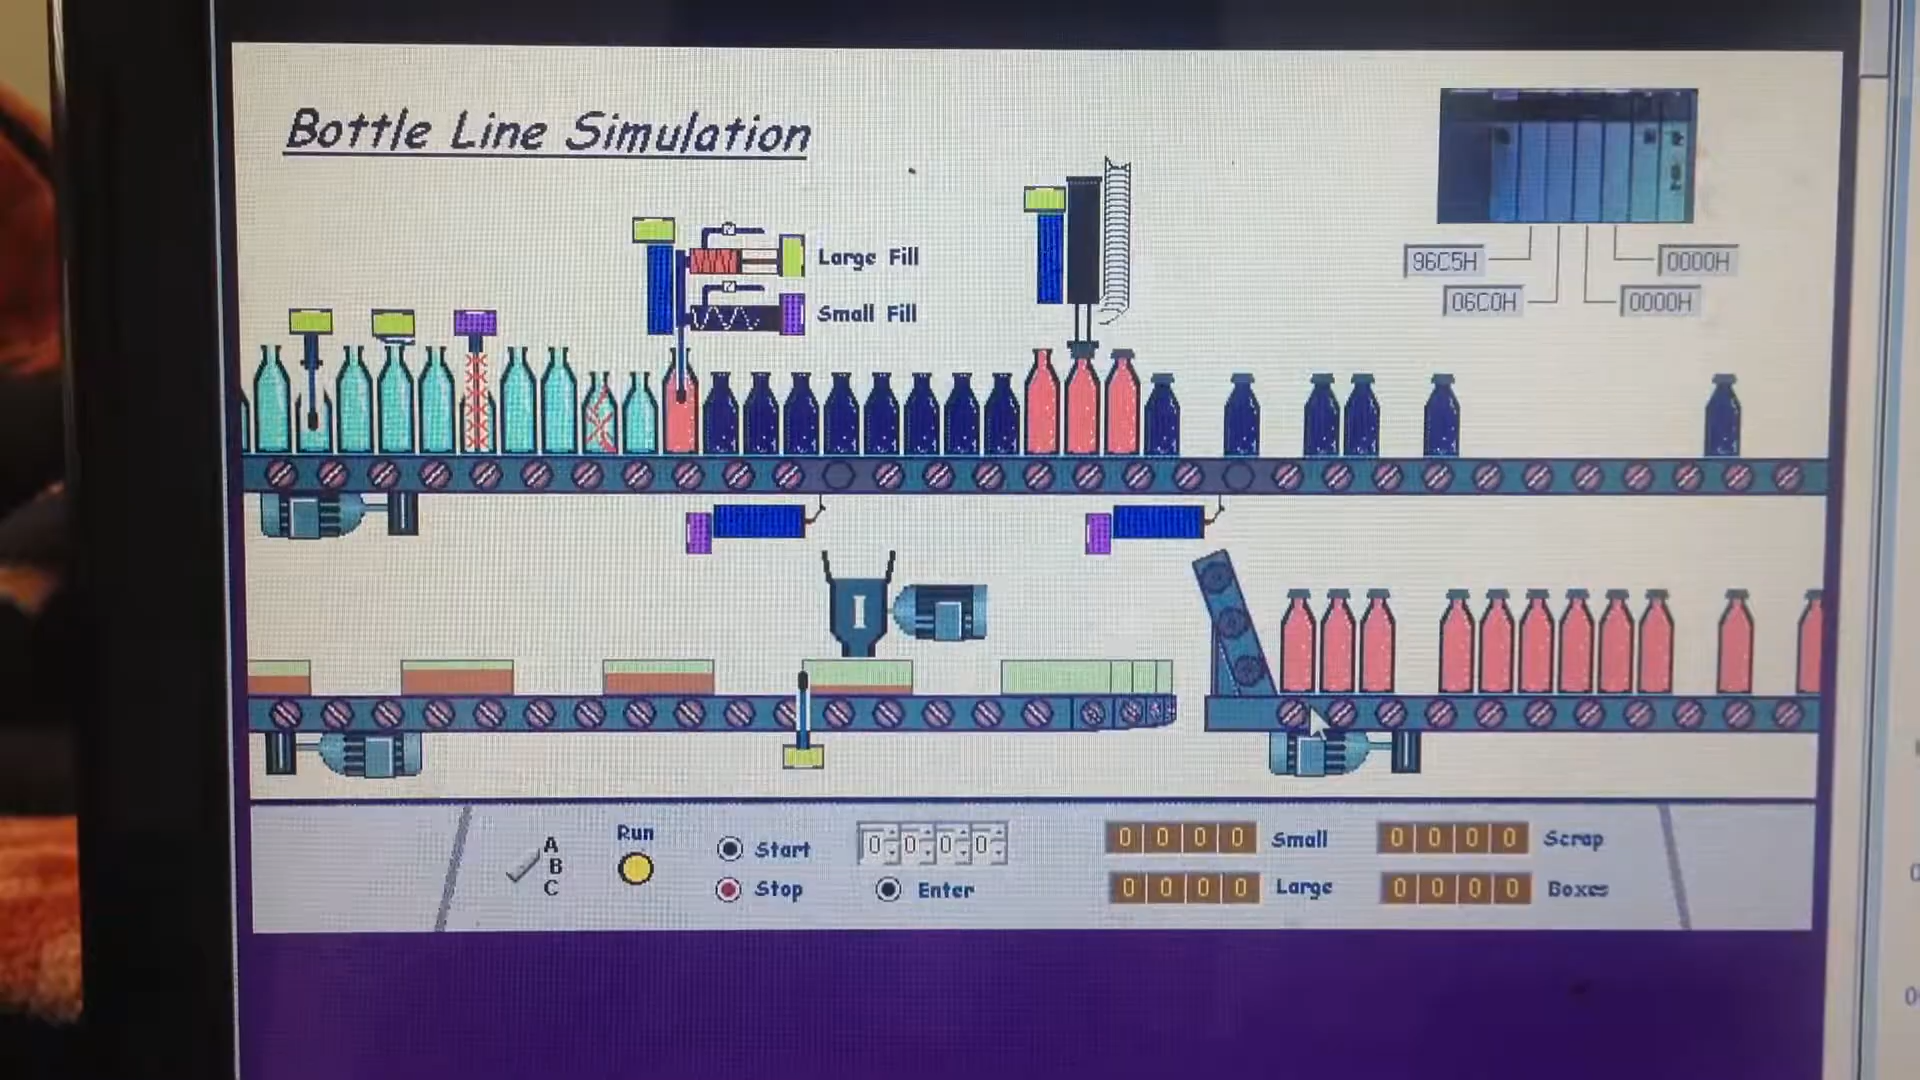 Bottle Line Simulation
Large Fill
Small Fill
96C5H
0000H
06C0H
0000H
I
A
B
C
Run
Start
Stop
0 0 0 0
Enter
0 0 0 0 Small
0 0 0 0 Large
0 0 0 0 Scrap
0 0 0 0 Boxes